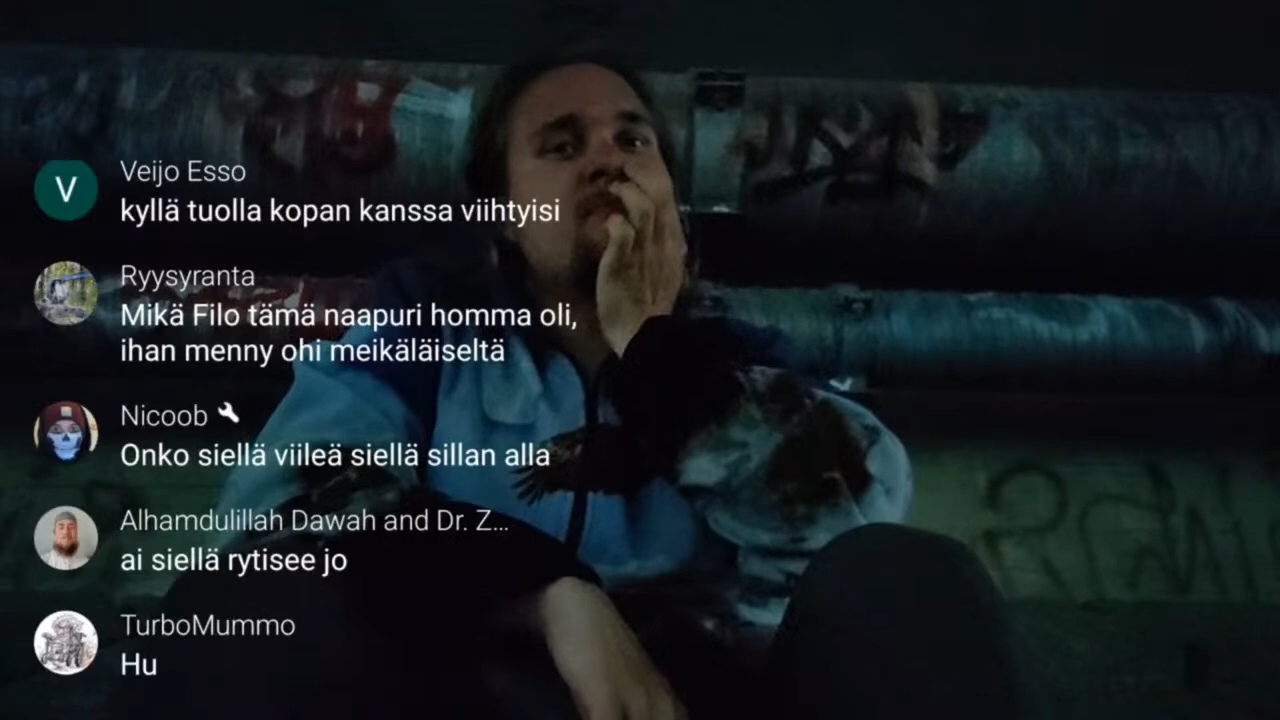 V
Veijo Esso
kyllä tuolla kopan kanssa viihtyisi
Ryysyranta
Mikä Filo tämä naapuri homma oli,
ihan menny ohi meikäläiseltä
Nicoob
Onko siellä viileä siellä sillan alla
Alhamdulillah Dawah and Dr. Z...
ai siellä rytisee jo
TurboMummo
Hu